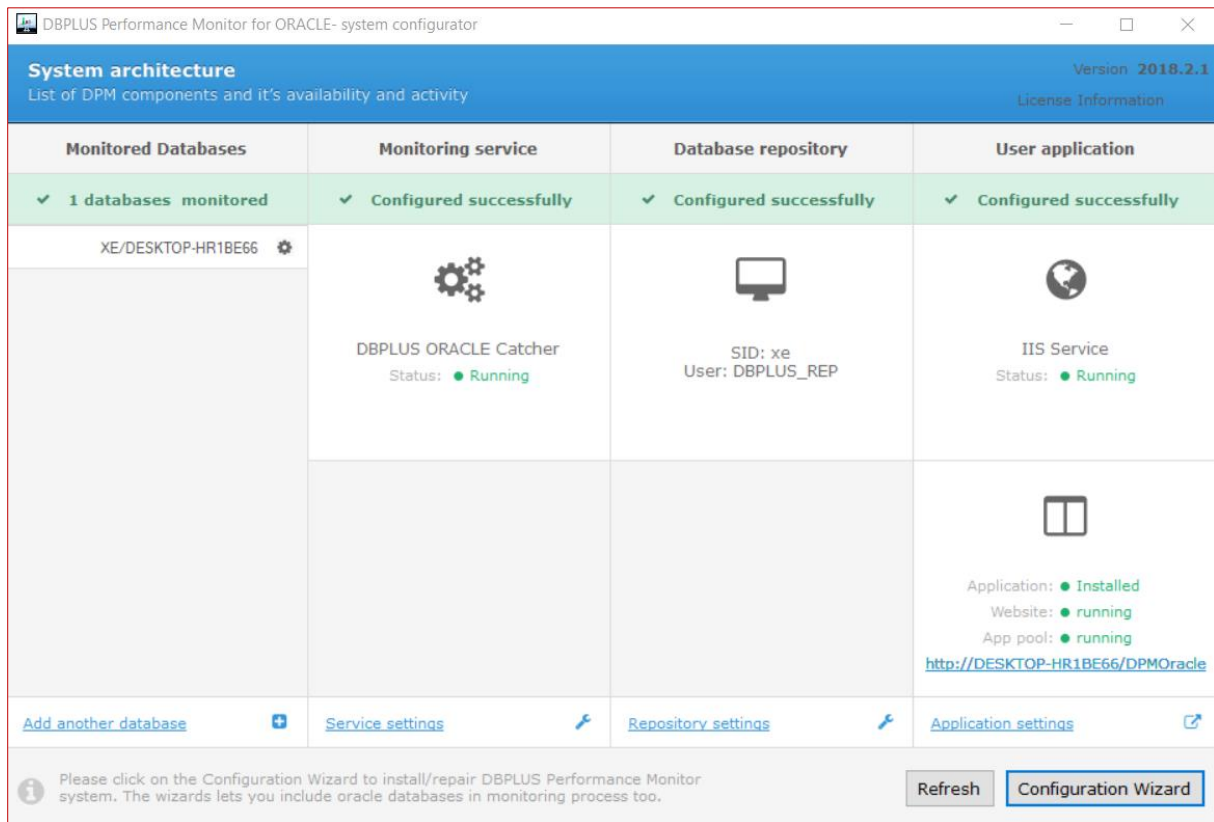 DBPLUS Performance Monitor for ORACLE- system configurator
System architecture
List of DPM components and it's availability and activity
Version 2018.2.1
License Information
Monitored Databases
Monitoring service
Database repository
User application
1 databases monitored
Configured successfully
Configured successfully
Configured successfully
XE/DESKTOP-HR1BE66
DBPLUS ORACLE Catcher
Status: Running
SID: xe
User: DBPLUS_REP
IIS Service
Status: Running
Application: Installed
Website: running
App pool: running
http://DESKTOP-HR1BE66/DPMOracle
Add another database
Service settings
Repository settings
Application settings
Please click on the Configuration Wizard to install/repair DBPLUS Performance Monitor
system. The wizards lets you include oracle databases in monitoring process too.
Refresh
Configuration Wizard